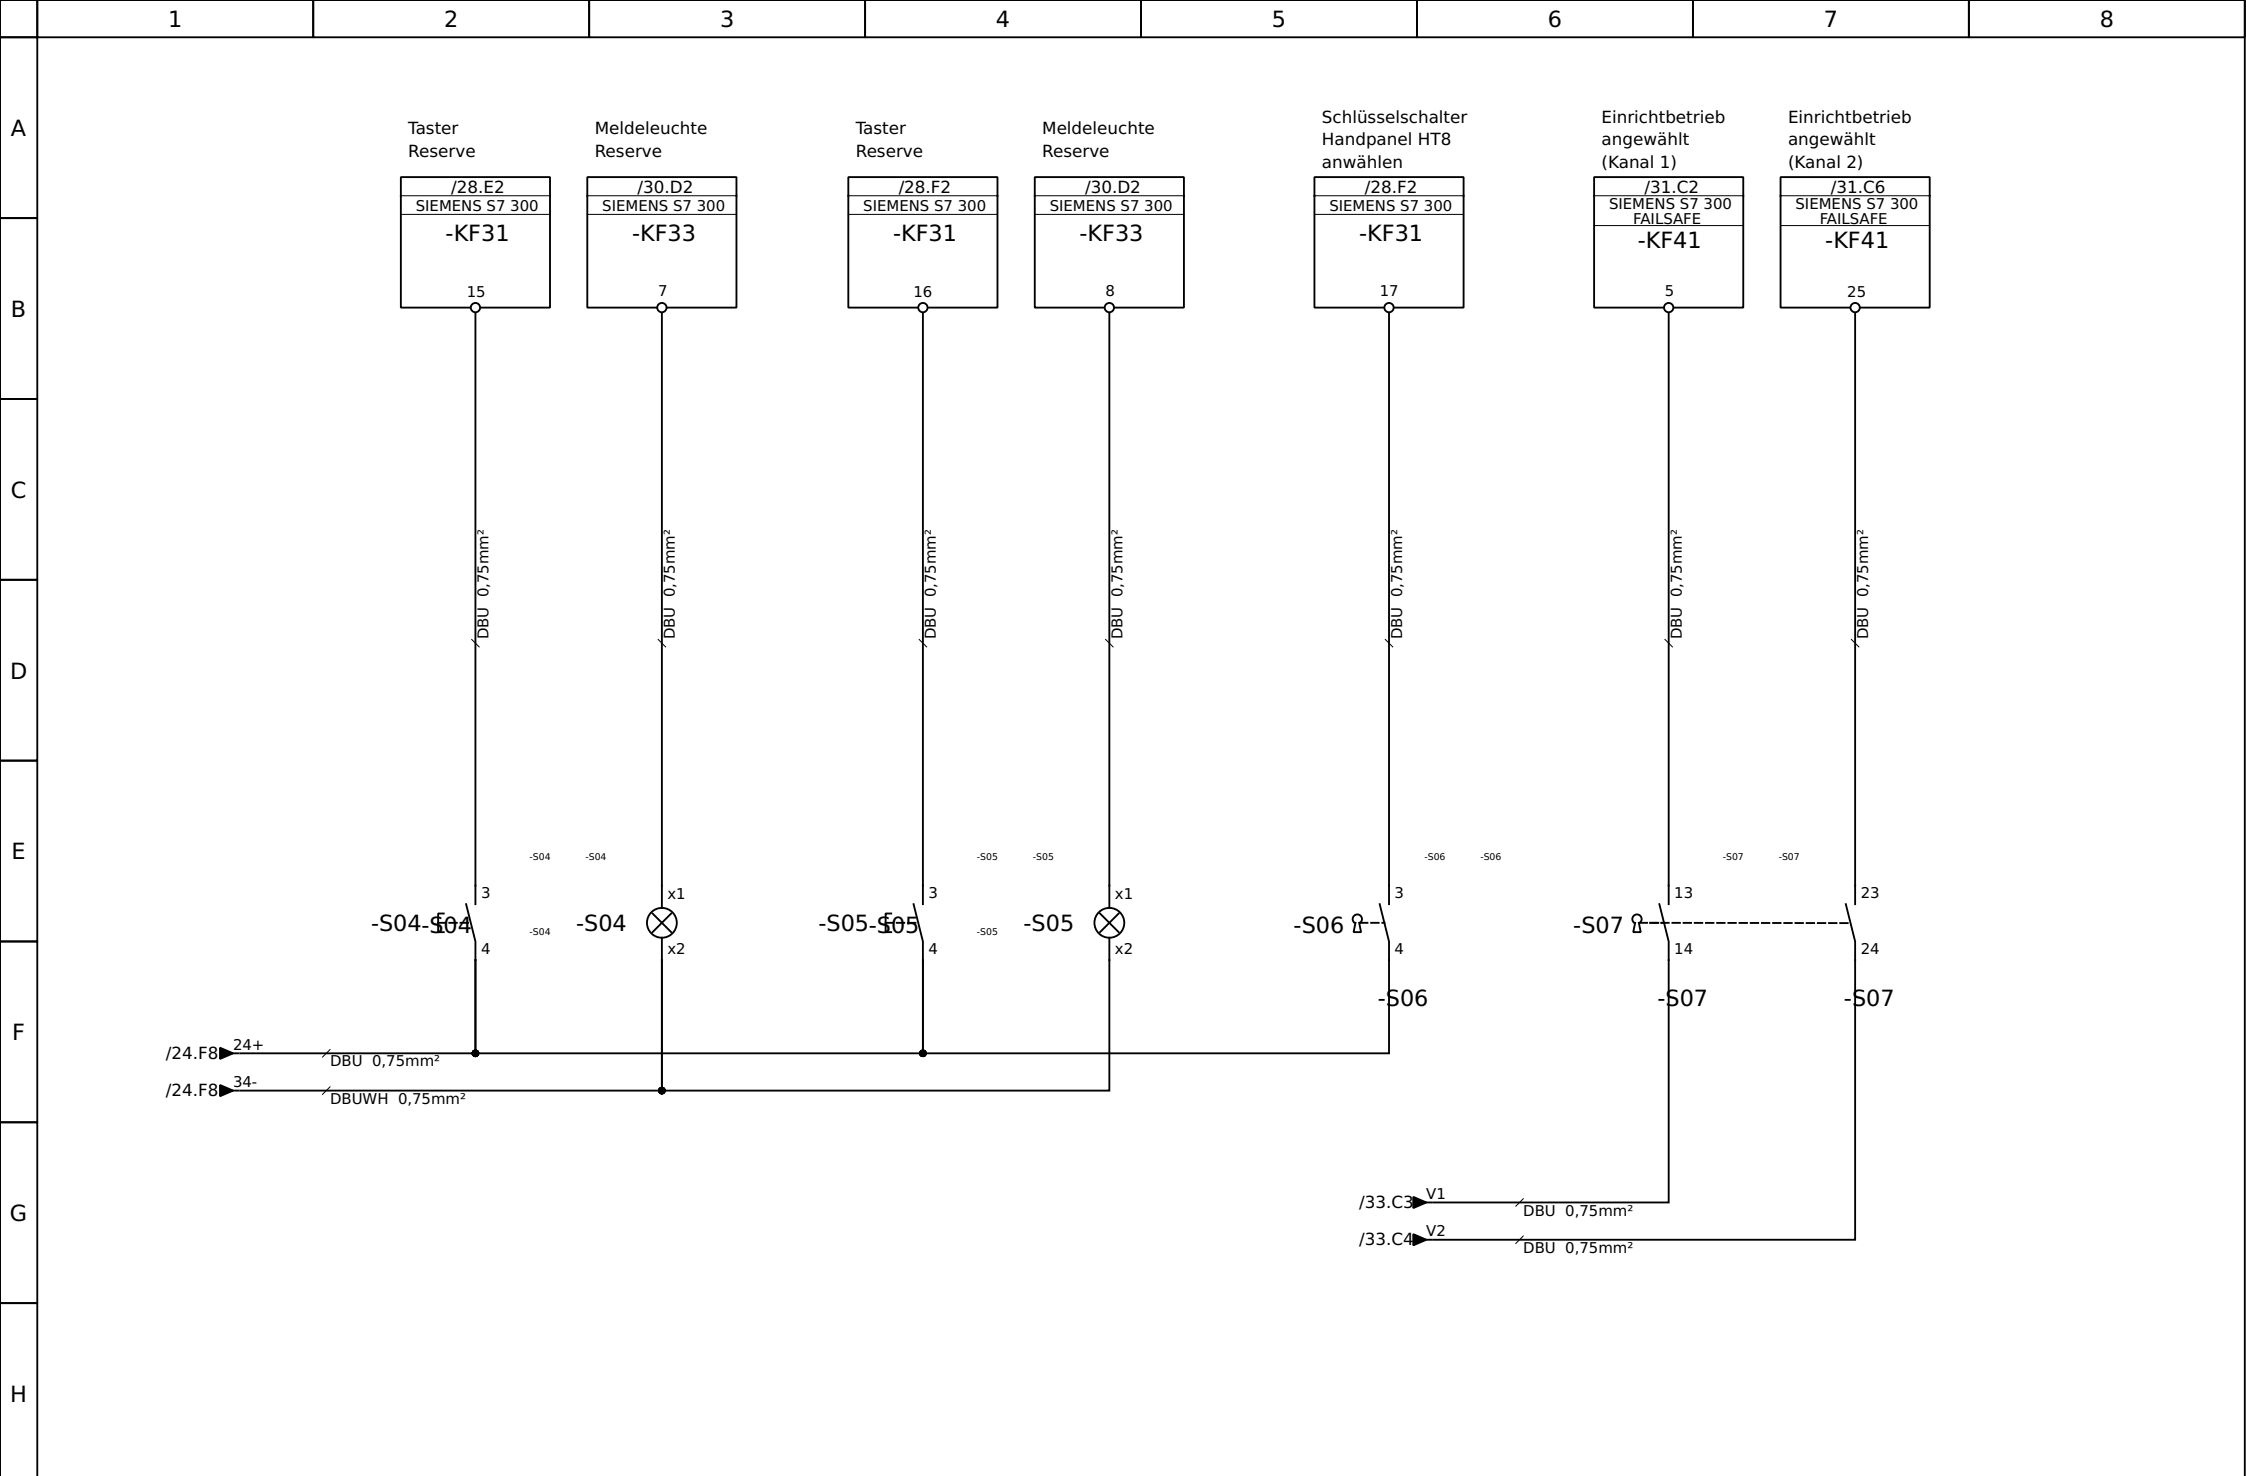 1 2 3 4 5 6 7 8
A
Taster
Reserve
Meldeleuchte
Reserve
Taster
Reserve
Meldeleuchte
Reserve
Schlüsselschalter
Handpanel HT8
anwählen
Einrichtbetrieb
angewählt
(Kanal 1)
Einrichtbetrieb
angewählt
(Kanal 2)
/28.E2
SIEMENS S7 300
-KF31
15
/30.D2
SIEMENS S7 300
-KF33
7
/28.F2
SIEMENS S7 300
-KF31
16
/30.D2
SIEMENS S7 300
-KF33
8
/28.F2
SIEMENS S7 300
-KF31
17
/31.C2
SIEMENS S7 300
FAILSAFE
-KF41
5
/31.C6
SIEMENS S7 300
FAILSAFE
-KF41
25
B
C
DBU 0,75mm²
DBU 0,75mm²
DBU 0,75mm²
DBU 0,75mm²
DBU 0,75mm²
DBU 0,75mm²
DBU 0,75mm²
D
E
-S04 -S04 -S05 -S05 -S06 -S06 -S07 -S07
3 x1 3 x1 3 13 23
-S04 -S04 -S04 -S04 -S05 -S05 -S05 -S05 -S06 -S07
4 x2 4 x2 4 14 24
-S06 -S07 -S07
F
/24.F8 24+
DBU 0,75mm²
/24.F8 34-
DBUWH 0,75mm²
G
/33.C3 V1
DBU 0,75mm²
/33.C4 V2
DBU 0,75mm²
H